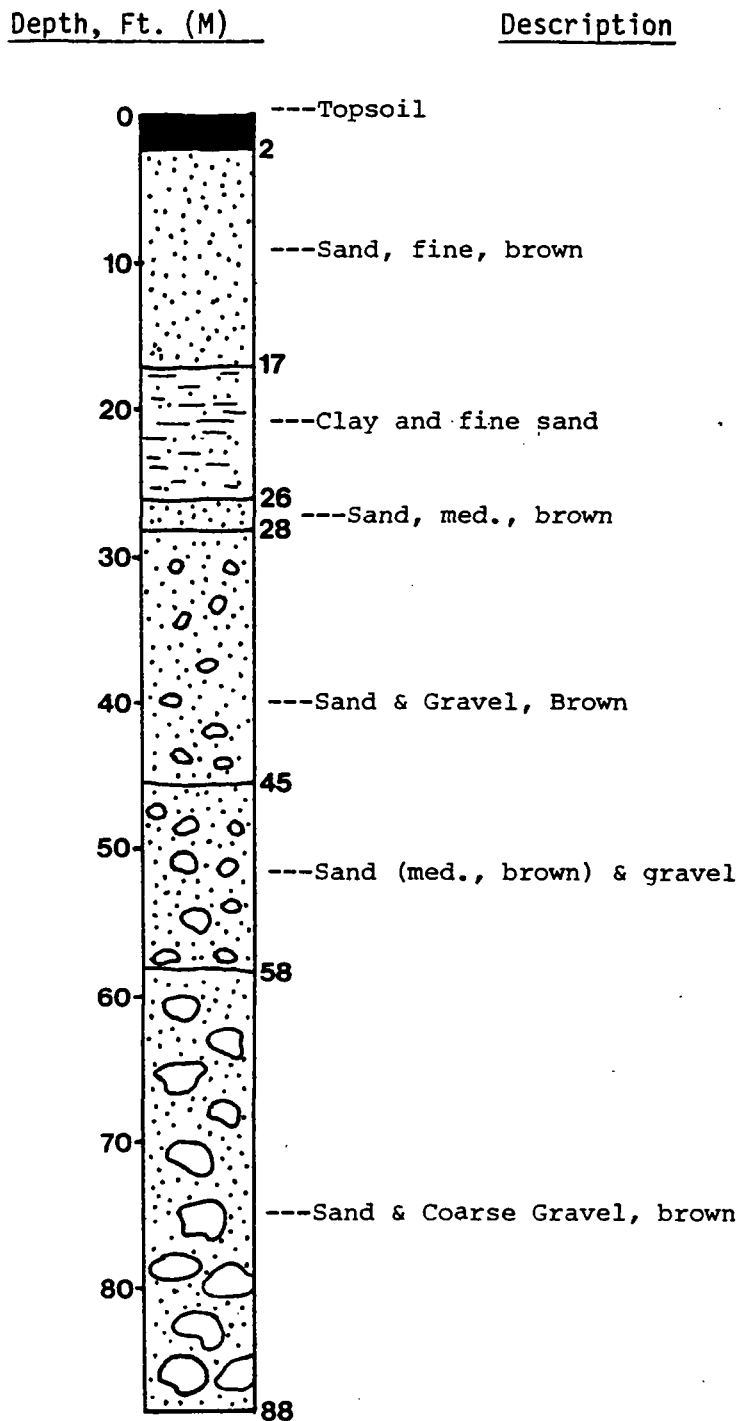 Depth, Ft. (M) Description
0 ---Topsoil
2
10 ---Sand, fine, brown
17
20 ---Clay and fine sand
26
28 ---Sand, med., brown
30
40 ---Sand & Gravel, Brown
45
50 ---Sand (med., brown) & gravel
58
60
70
---Sand & Coarse Gravel, brown
80
88